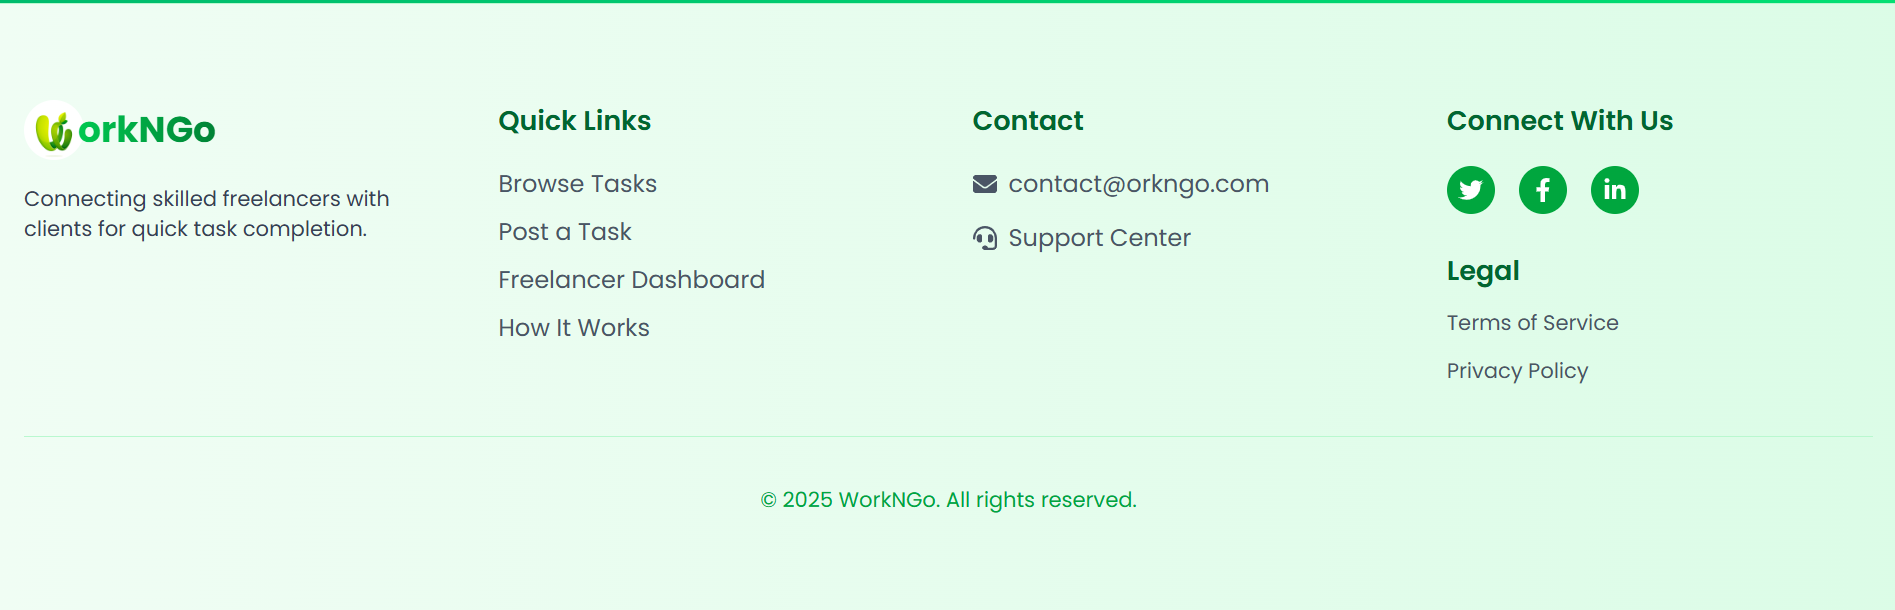 WorkNGo
Connecting skilled freelancers with
clients for quick task completion.
Quick Links
Browse Tasks
Post a Task
Freelancer Dashboard
How It Works
Contact
contact@orkngo.com
Support Center
Connect With Us
Legal
Terms of Service
Privacy Policy
© 2025 WorkNGo. All rights reserved.